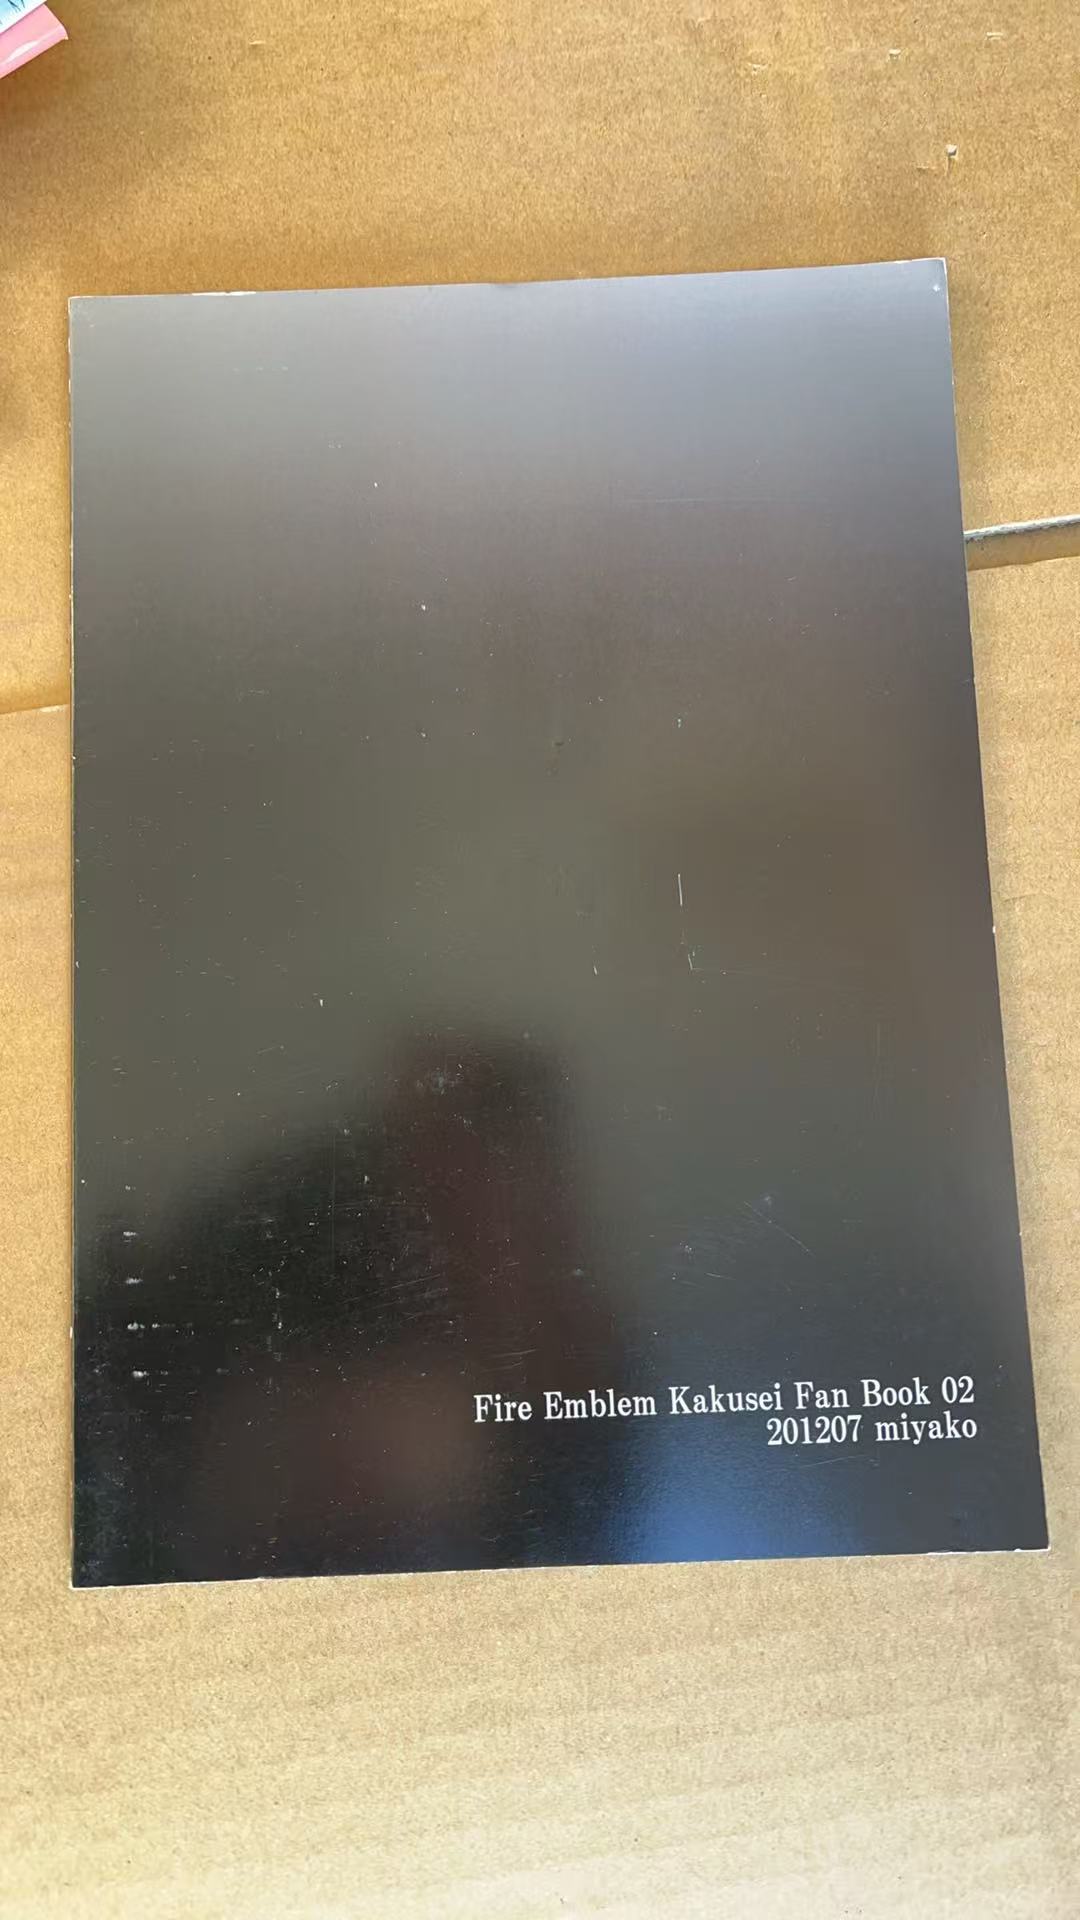 Fire Emblem Kakusei Fan Book 02
201207 miyako